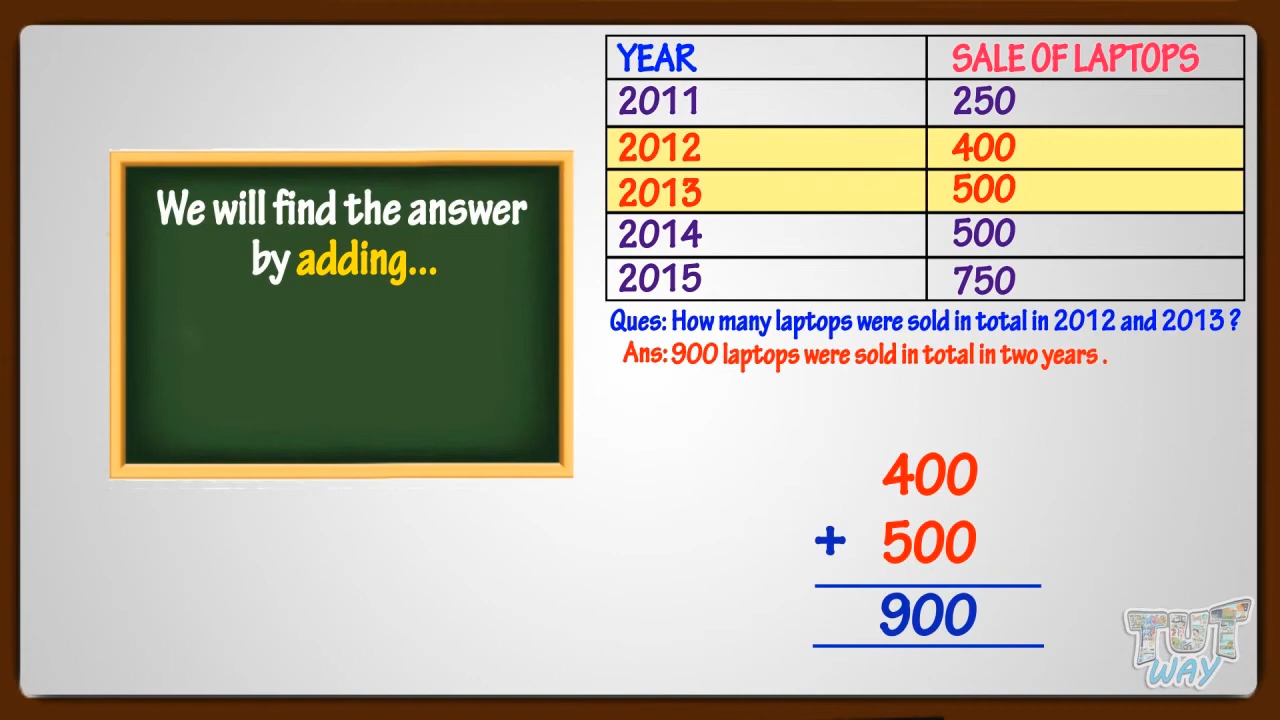 We will find the answer
by adding...
YEAR SALE OF LAPTOPS
2011 250
2012 400
2013 500
2014 500
2015 750
Ques: How many laptops were sold in total in 2012 and 2013 ?
Ans: 900 laptops were sold in total in two years .
400
+ 500
900
TUT
WAY